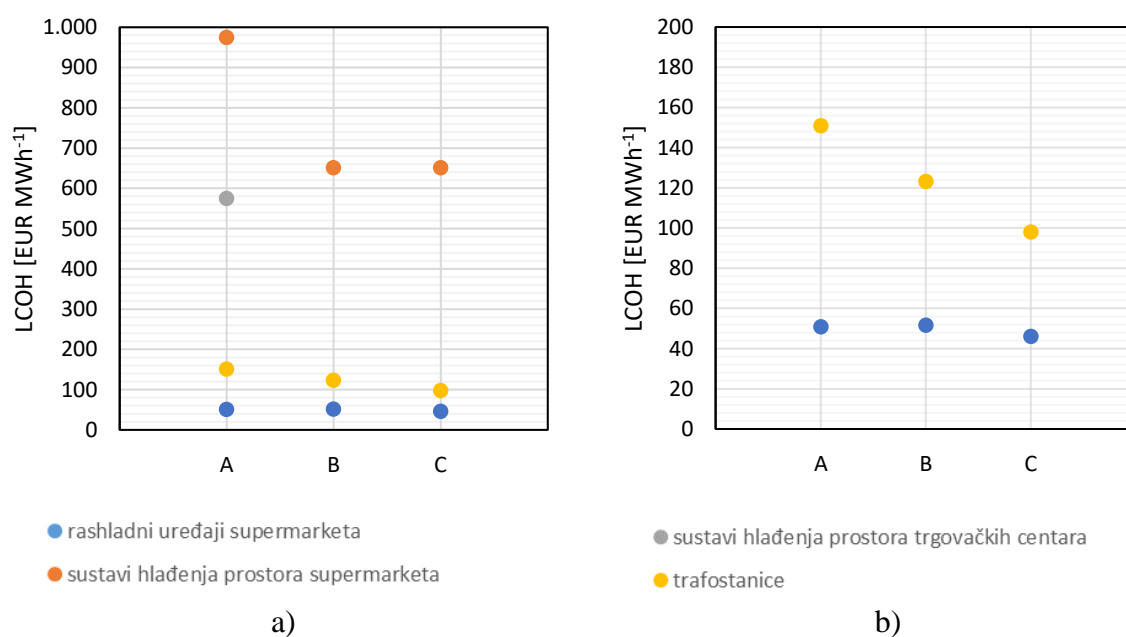 LCOH [EUR MWh⁻¹]
1.000
900
800
700
600
500
400
300
200
100
0
A B C
LCOH [EUR MWh⁻¹]
200
180
160
140
120
100
80
60
40
20
0
A B C
rashladni uređaji supermarketa
sustavi hlađenja prostora supermarketa
sustavi hlađenja prostora trgovačkih centara
trafostanice
a)
b)